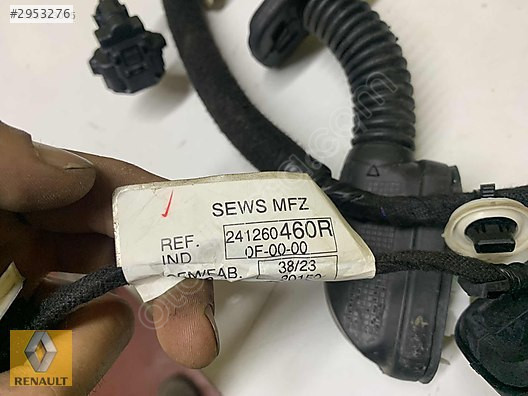 #2953276
SEWS MFZ
REF. 241260460R
IND 0F-00-00
38/23
RENAULT